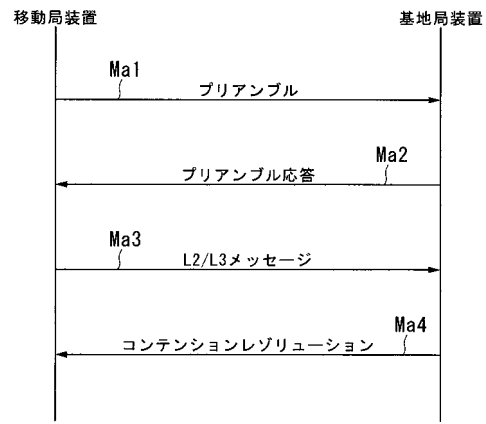 移動局装置
基地局装置
Ma1
プリアンブル
Ma2
プリアンブル応答
Ma3
L2/L3メッセージ
Ma4
コンテンションレゾリューション